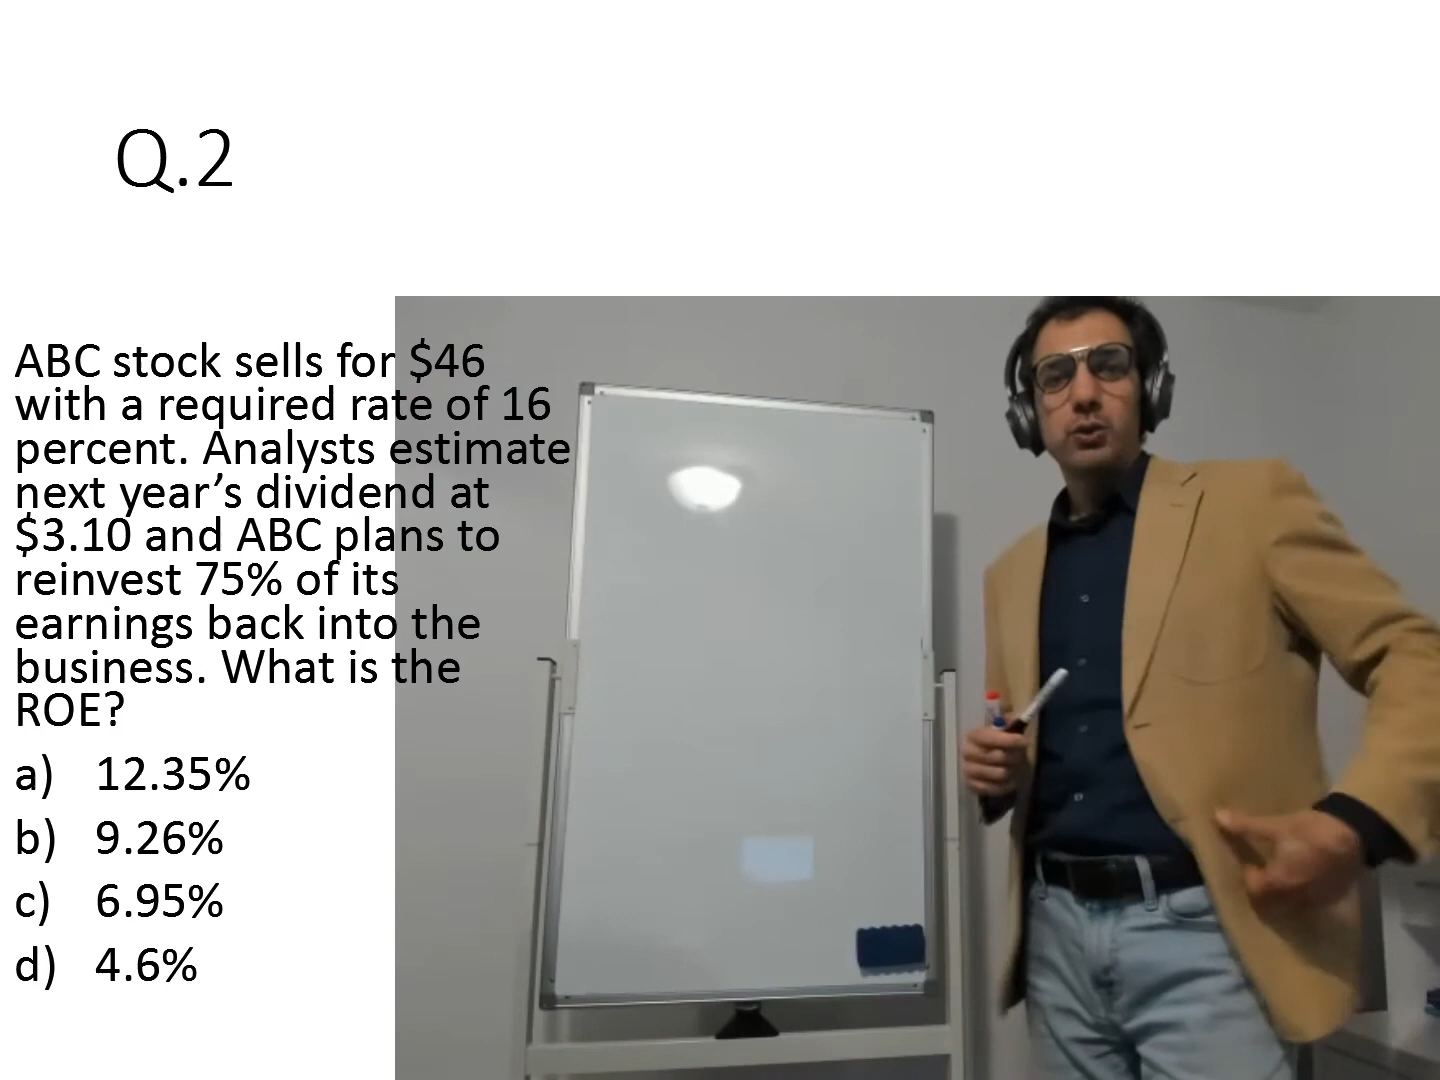 Q.2
ABC stock sells for $46
with a required rate of 16
percent. Analysts estimate
next year’s dividend at
$3.10 and ABC plans to
reinvest 75% of its
earnings back into the
business. What is the
ROE?
a) 12.35%
b) 9.26%
c) 6.95%
d) 4.6%